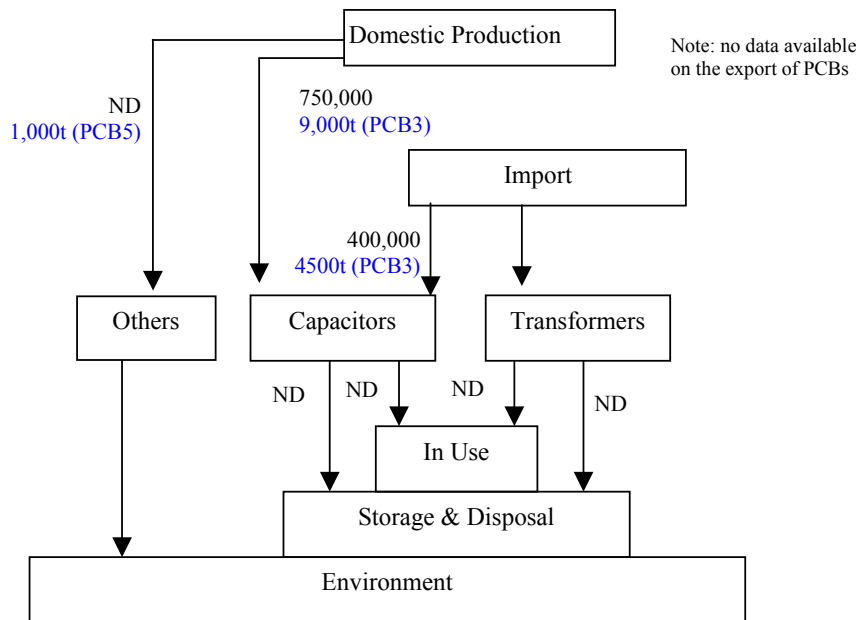 Domestic Production
Note: no data available
on the export of PCBs
ND
1,000t (PCB5)
750,000
9,000t (PCB3)
Import
400,000
4500t (PCB3)
Others
Capacitors
Transformers
ND
ND
ND
ND
In Use
Storage & Disposal
Environment